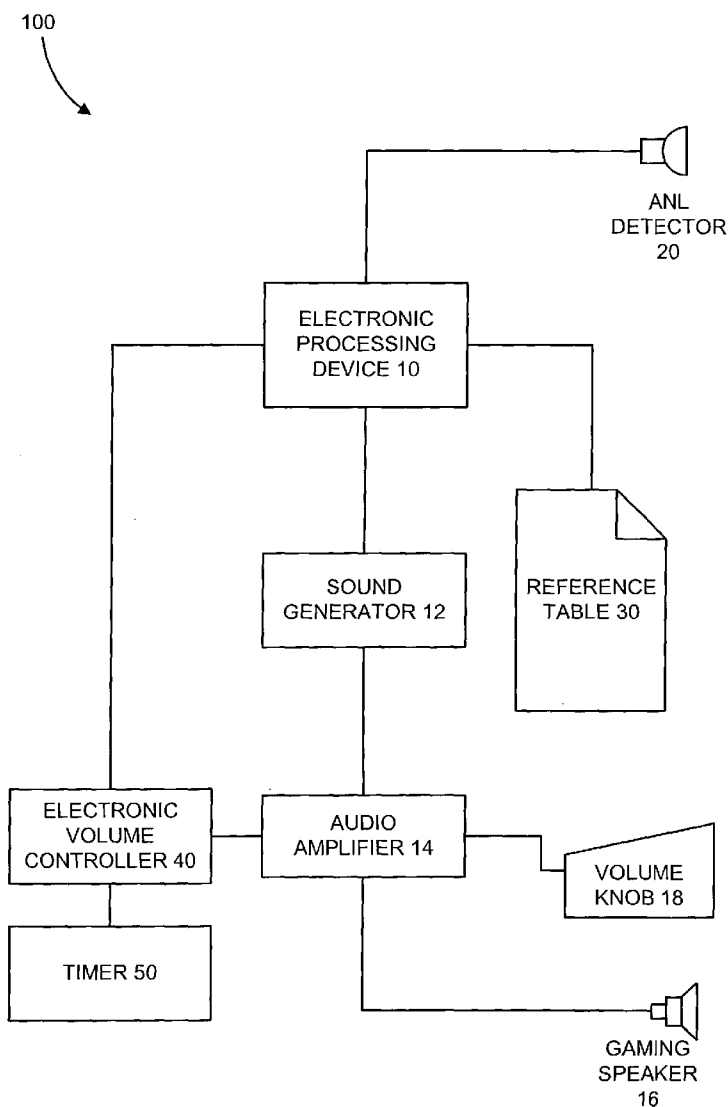 100
ANL
DETECTOR
20
ELECTRONIC
PROCESSING
DEVICE 10
SOUND
GENERATOR 12
REFERENCE
TABLE 30
ELECTRONIC
VOLUME
CONTROLLER 40
AUDIO
AMPLIFIER 14
VOLUME
KNOB 18
TIMER 50
GAMING
SPEAKER
16